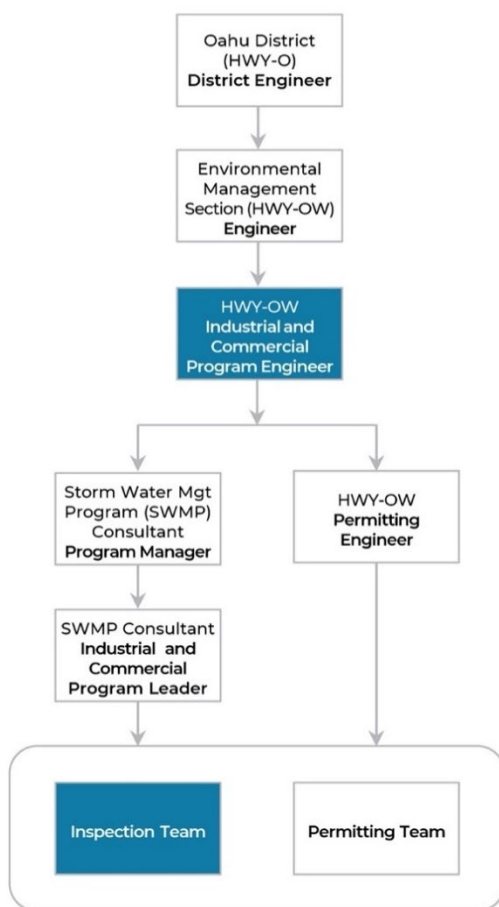 Oahu District
(HWY-O)
District Engineer
Environmental
Management
Section (HWY-OW)
Engineer
HWY-OW
Industrial and
Commercial
Program Engineer
Storm Water Mgt
Program (SWMP)
Consultant
Program Manager
HWY-OW
Permitting
Engineer
SWMP Consultant
Industrial and
Commercial
Program Leader
Inspection Team
Permitting Team